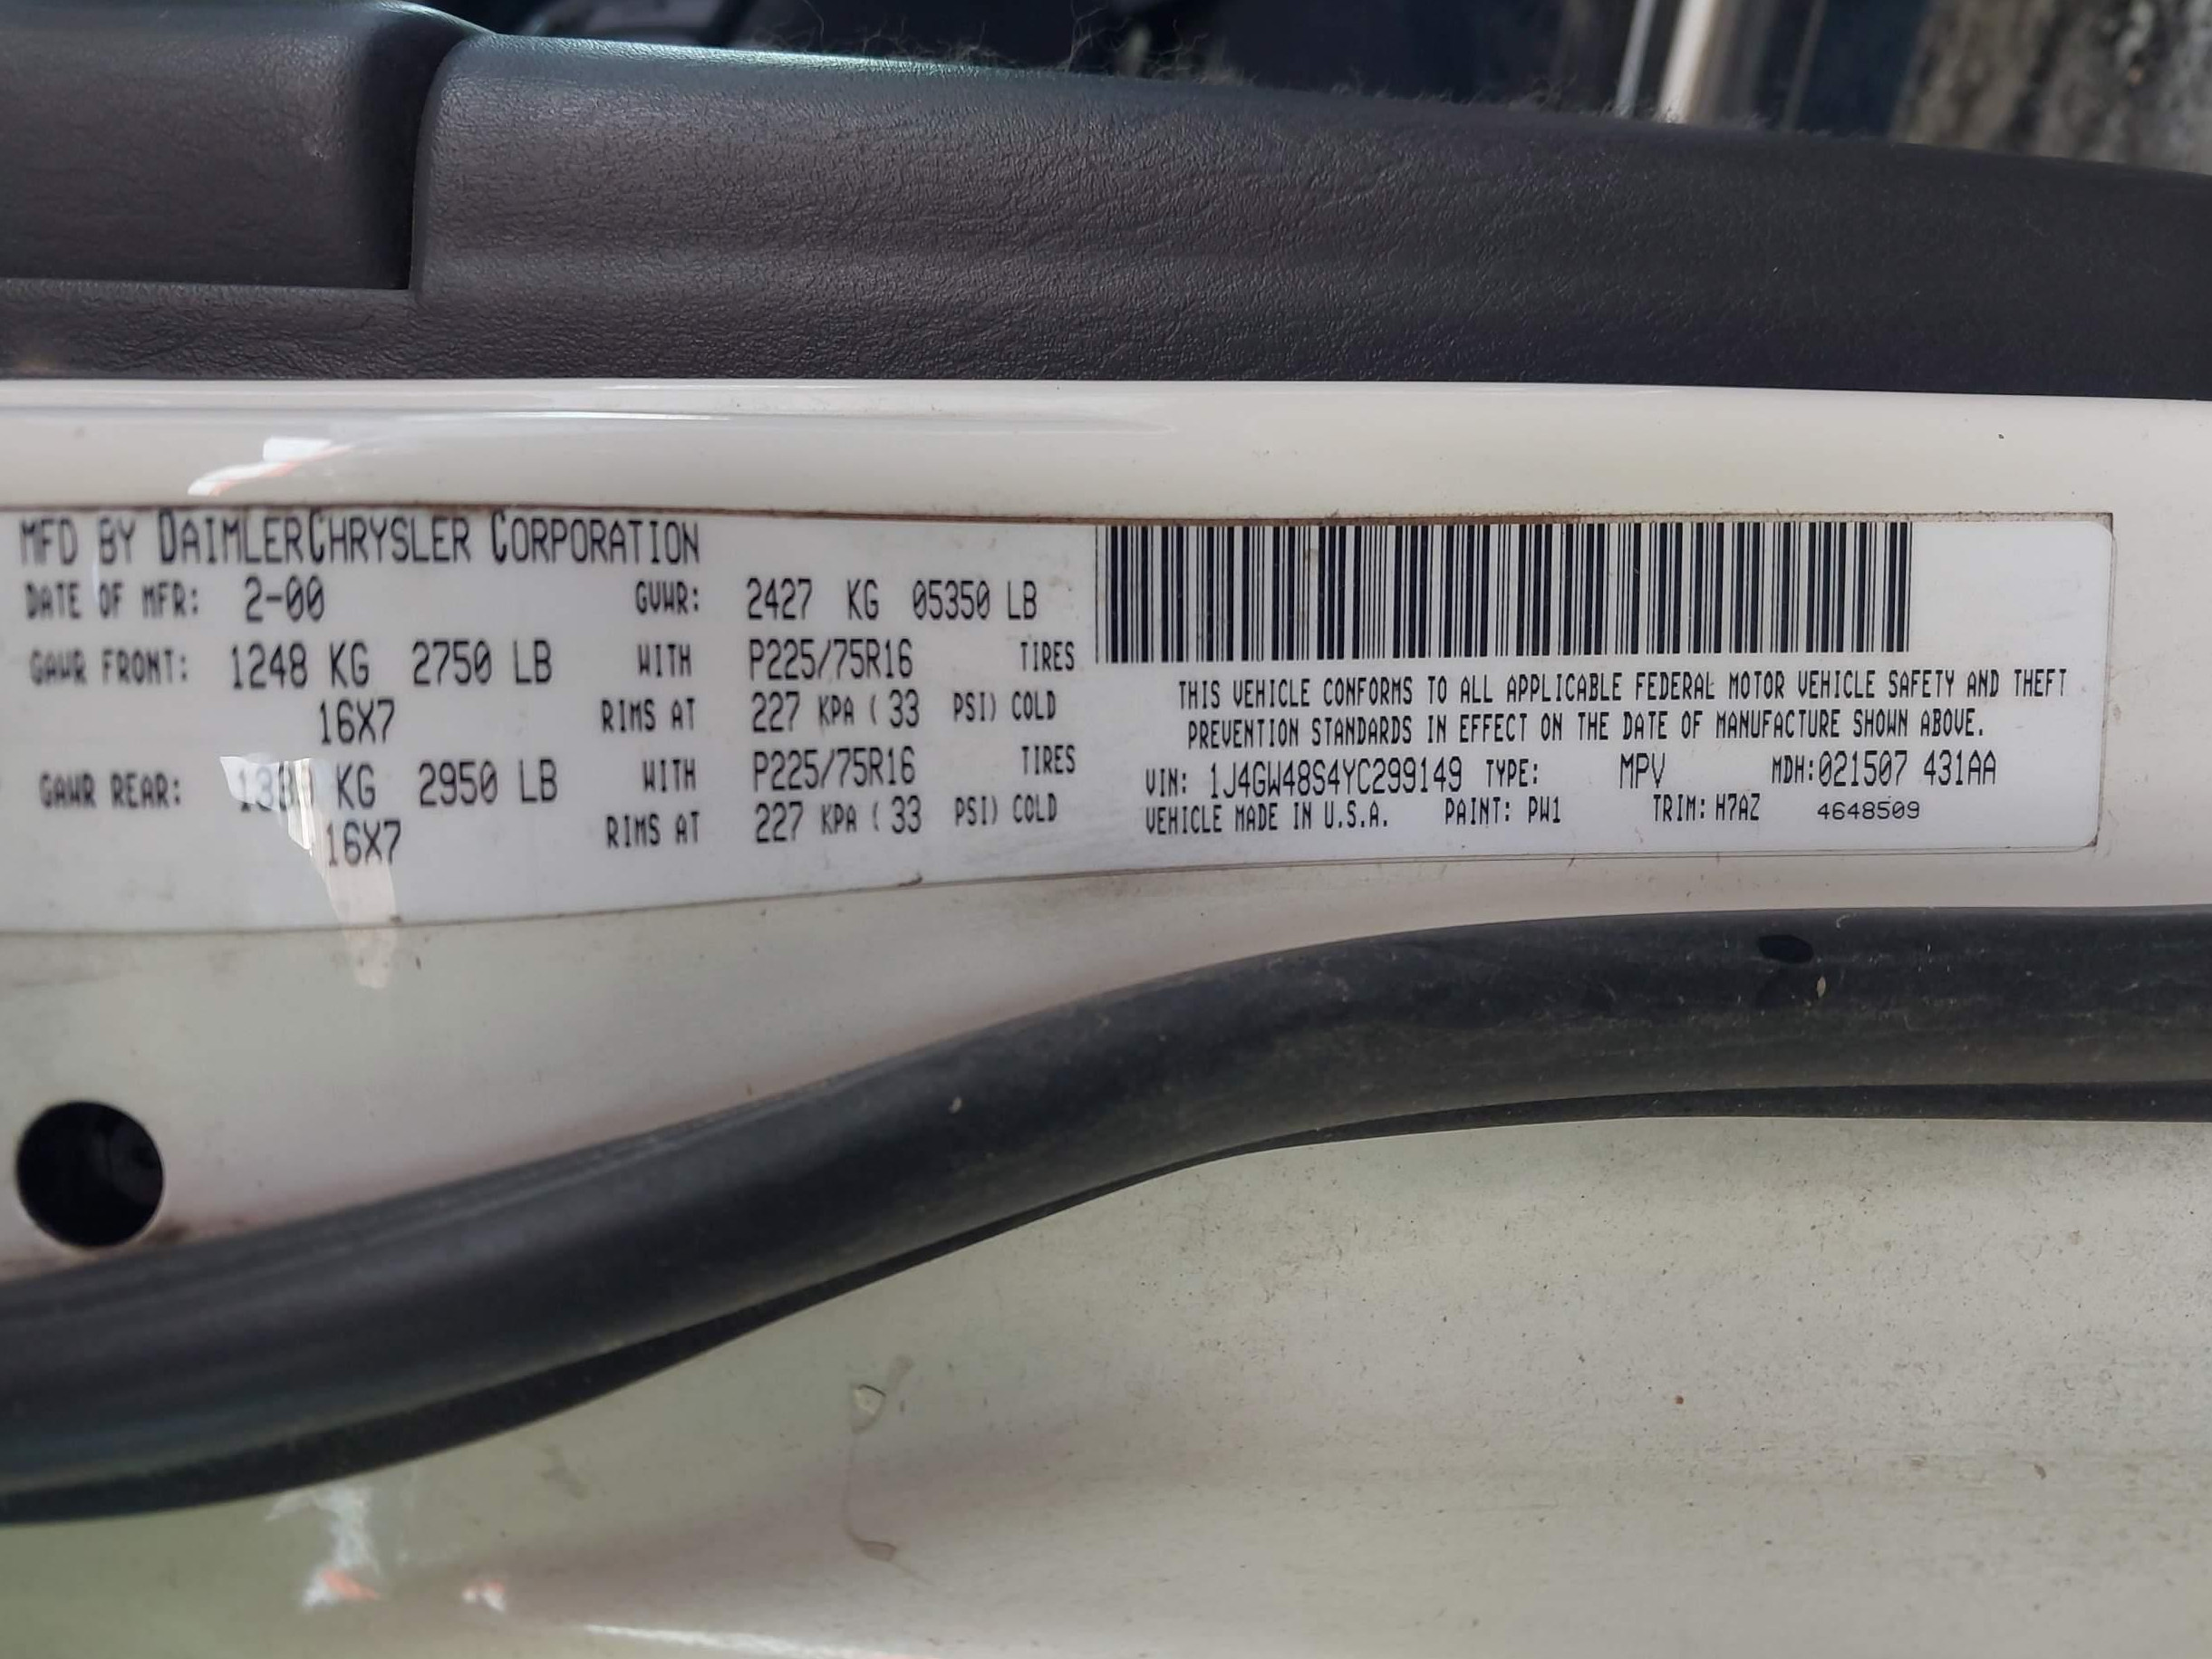 MFD BY DAIMLERCHRYSLER CORPORATION
DATE OF MFR: 2-00 GVWR: 2427 KG 05350 LB
GAWR FRONT: 1248 KG 2750 LB WITH P225/75R16 TIRES
16X7 RIMS AT 227 KPA ( 33 PSI) COLD
GAWR REAR: KG 2950 LB WITH P225/75R16 TIRES
16X7 RIMS AT 227 KPA ( 33 PSI) COLD
THIS VEHICLE CONFORMS TO ALL APPLICABLE FEDERAL MOTOR VEHICLE SAFETY AND THEFT
PREVENTION STANDARDS IN EFFECT ON THE DATE OF MANUFACTURE SHOWN ABOVE.
VIN: 1J4GW48S4YC299149 TYPE: MPV MDH:021507 431AA
VEHICLE MADE IN U.S.A. PAINT: PW1 TRIM: H7AZ 4648509